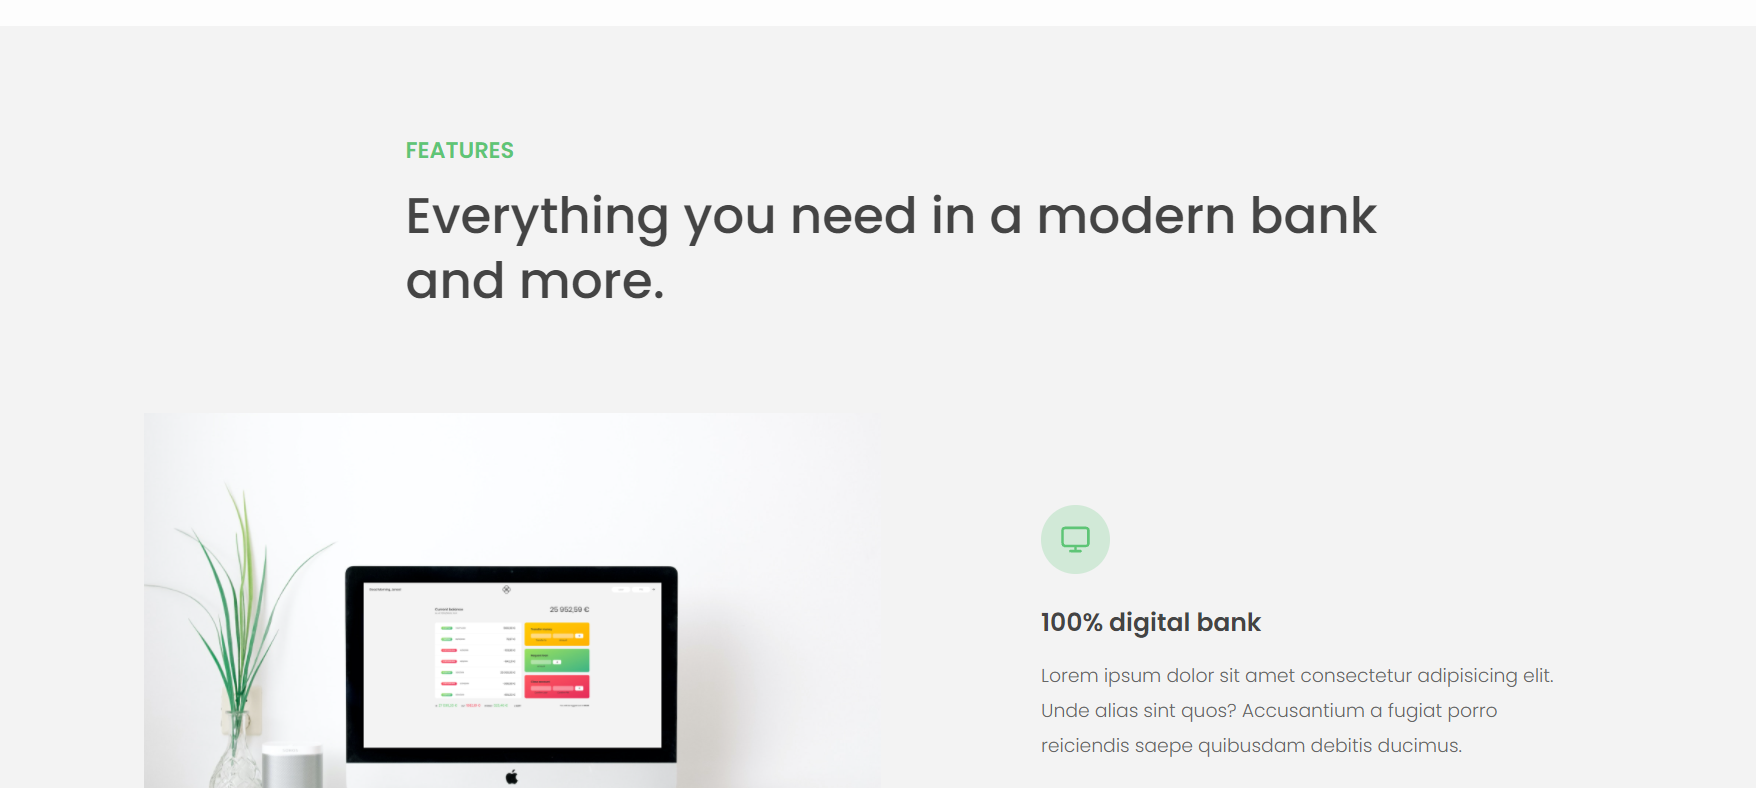 FEATURES
Everything you need in a modern bank
and more.
25 952,59 €
100% digital bank
Lorem ipsum dolor sit amet consectetur adipisicing elit.
Unde alias sint quos? Accusantium a fugiat porro
reiciendis saepe quibusdam debitis ducimus.